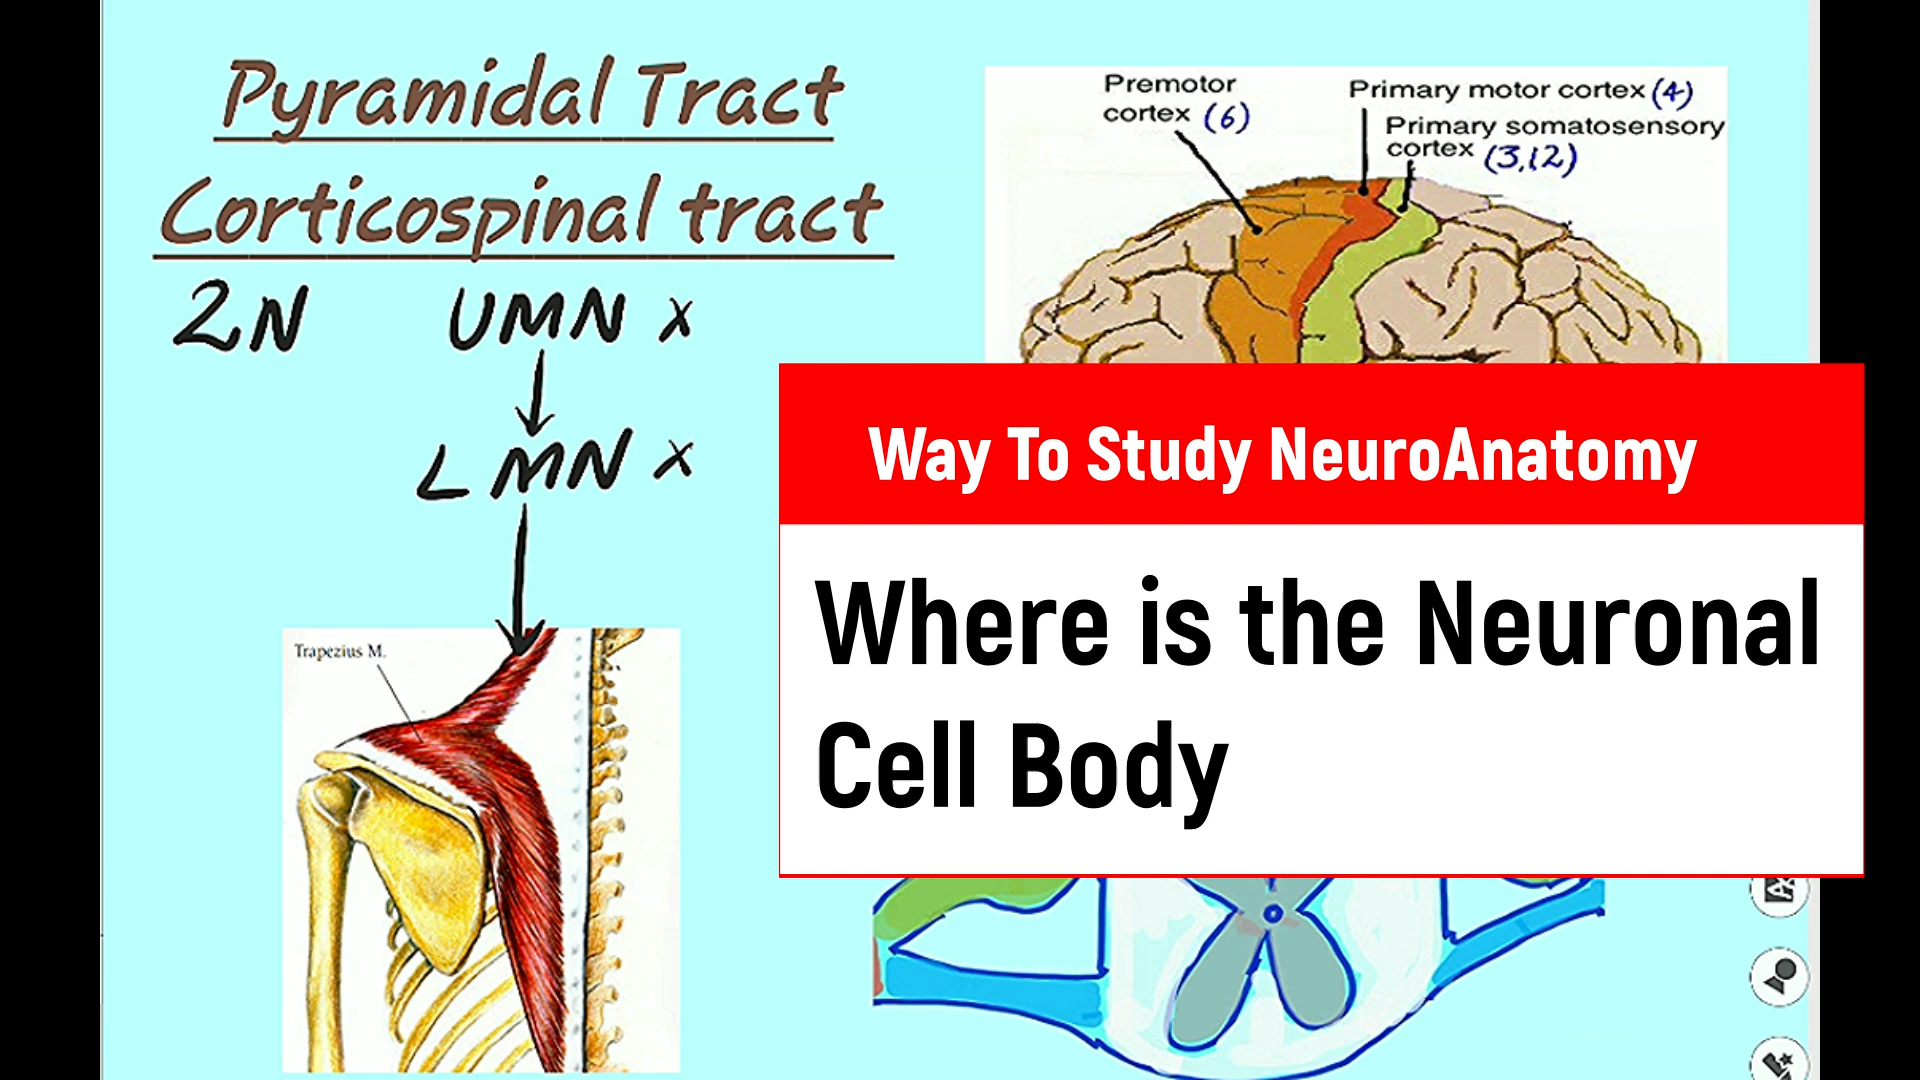 Pyramidal Tract
Corticospinal tract
2N UMN x
LMN x
Trapezius M.
Premotor
cortex (6)
Primary motor cortex (4)
Primary somatosensory
cortex (3,1,2)
Way To Study NeuroAnatomy
Where is the Neuronal
Cell Body